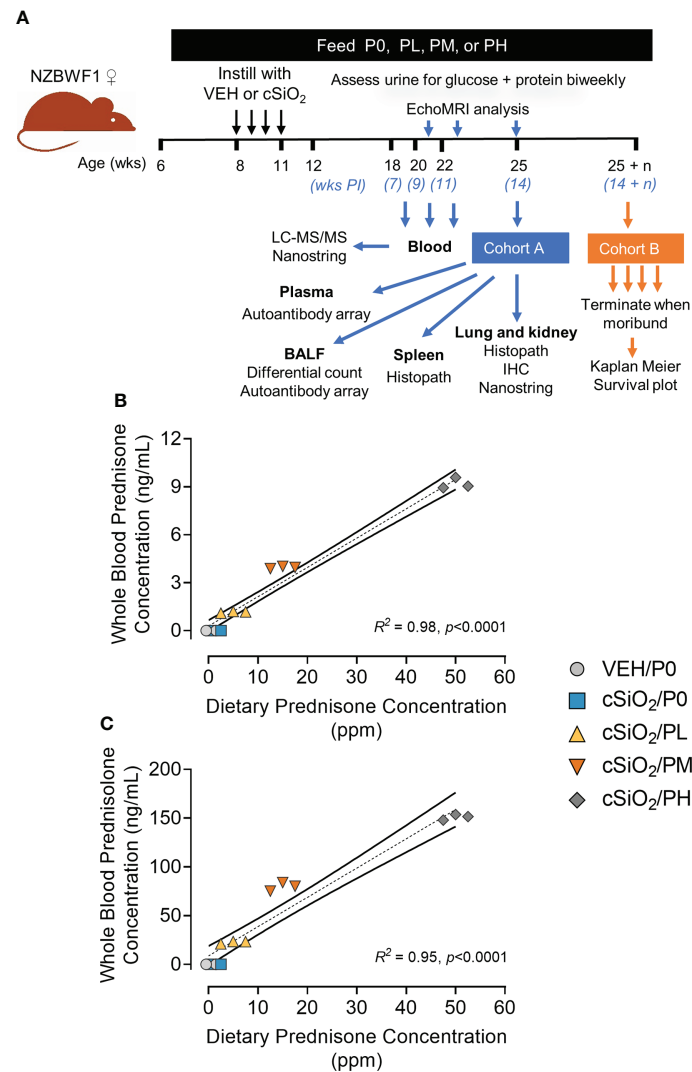 A
Feed P0, PL, PM, or PH
NZBWF1 ♀
Instill with
VEH or cSiO2
Assess urine for glucose + protein biweekly
EchoMRI analysis
Age (wks)
6 8 11 12 18 20 22 25 25 + n
(wks PI) (7) (9) (11) (14) (14 + n)
LC-MS/MS
Nanostring
Blood
Cohort A
Cohort B
Plasma
Autoantibody array
BALF
Differential count
Autoantibody array
Spleen
Histopath
Lung and kidney
Histopath
IHC
Nanostring
Terminate when
moribund
Kaplan Meier
Survival plot
B
Whole Blood Prednisone
Concentration (ng/mL)
12
9
6
3
0
R2 = 0.98, p<0.0001
0 10 20 30 40 50 60
Dietary Prednisone Concentration
(ppm)
VEH/P0
cSiO2/P0
cSiO2/PL
cSiO2/PM
cSiO2/PH
C
Whole Blood Prednisolone
Concentration (ng/mL)
200
150
100
50
0
R2 = 0.95, p<0.0001
0 10 20 30 40 50 60
Dietary Prednisone Concentration
(ppm)